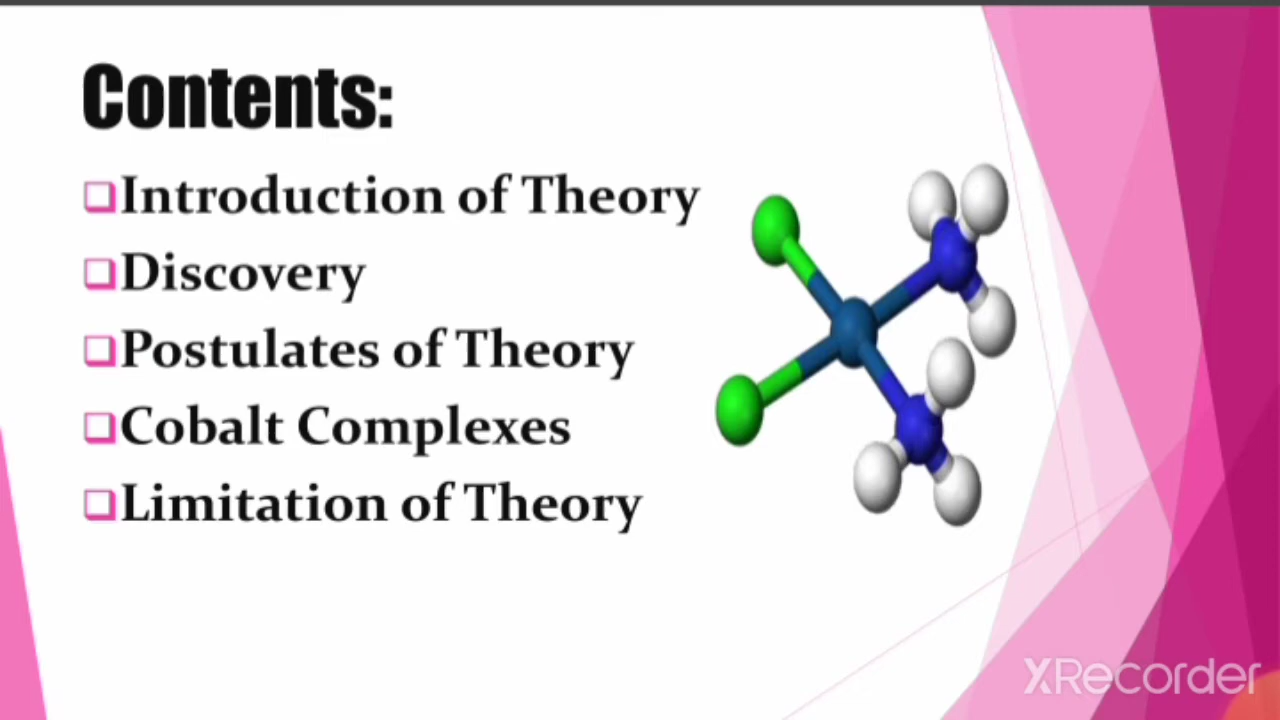 Contents:
Introduction of Theory
Discovery
Postulates of Theory
Cobalt Complexes
Limitation of Theory
XRecorder